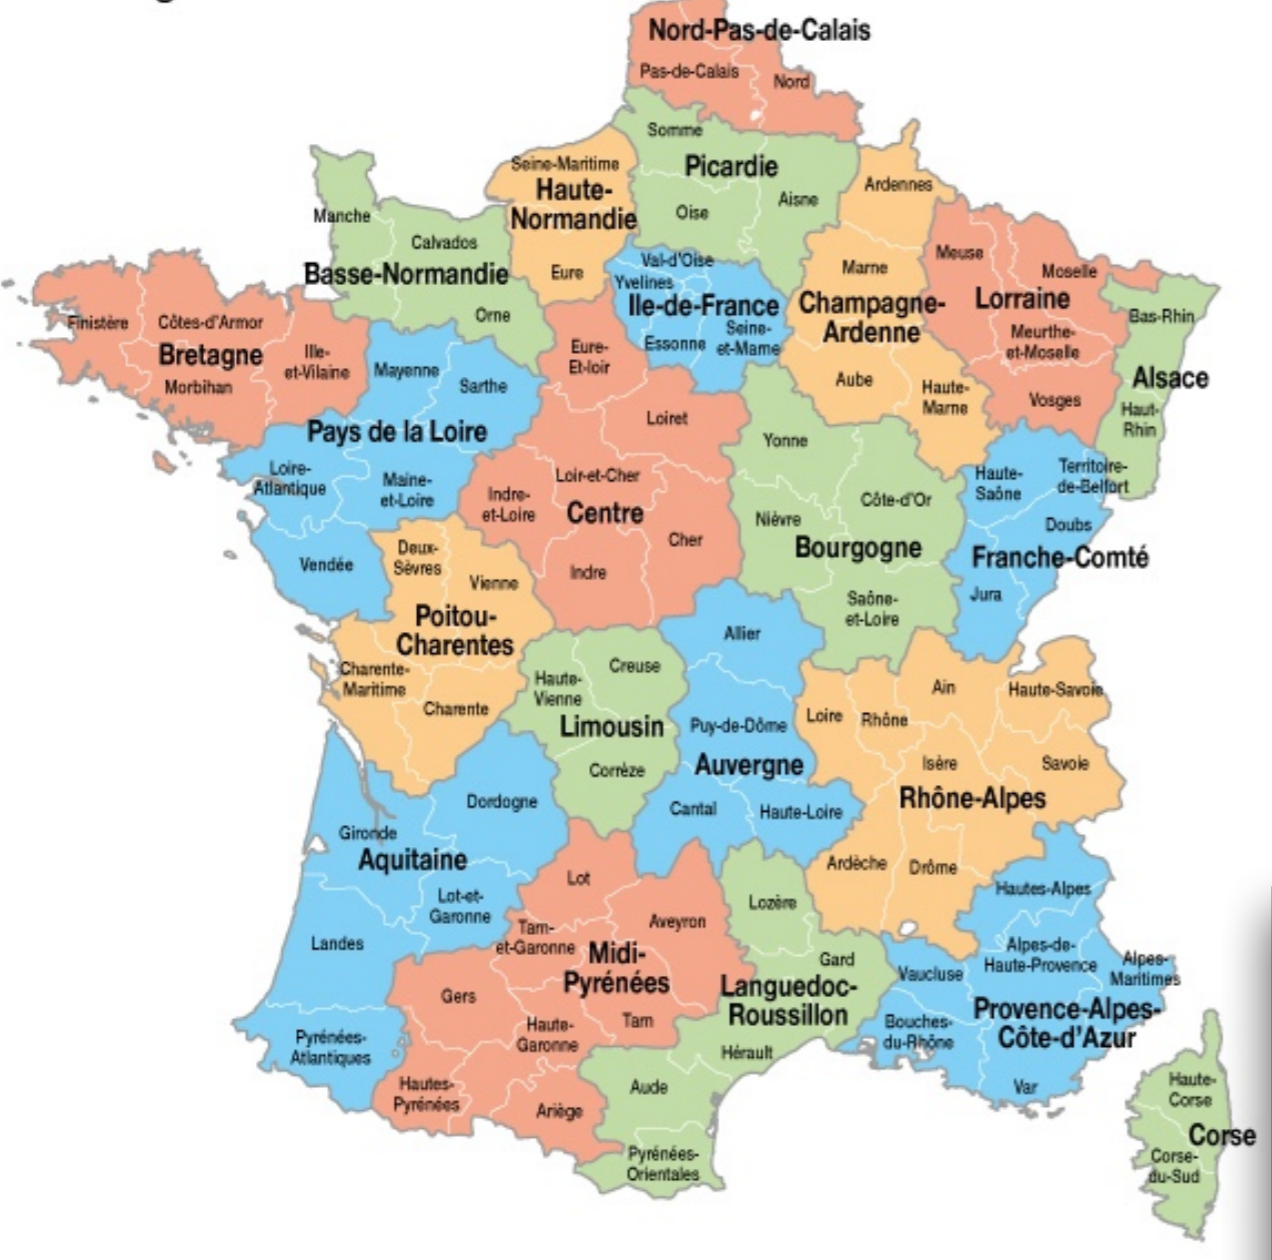 Nord-Pas-de-Calais
Pas-de-Calais
Nord
Somme
Picardie
Oise
Aisne
Seine-Maritime
Haute-
Normandie
Eure
Ardennes
Marne
Champagne-
Ardenne
Aube
Haute-
Marne
Meuse
Moselle
Lorraine
Meurthe-
et-Moselle
Vosges
Bas-Rhin
Alsace
Haut-
Rhin
Manche
Calvados
Basse-Normandie
Orne
Val-d'Oise
Yvelines
Ile-de-France
Essonne
Seine-
et-Marne
Finistère
Côtes-d'Armor
Bretagne
Ille-
et-Vilaine
Morbihan
Mayenne
Sarthe
Pays de la Loire
Loire-
Atlantique
Maine-
et-Loire
Vendée
Eure-
Et-loir
Loiret
Loir-et-Cher
Indre-
et-Loire
Centre
Cher
Indre
Yonne
Côte-d'Or
Nièvre
Bourgogne
Saône-
et-Loire
Haute-
Saône
Territoire-
de-Belfort
Doubs
Franche-Comté
Jura
Deux-
Sèvres
Vienne
Poitou-
Charentes
Charente-
Maritime
Charente
Haute-
Vienne
Creuse
Limousin
Corrèze
Allier
Puy-de-Dôme
Auvergne
Cantal
Haute-Loire
Loire
Rhône
Ain
Haute-Savoie
Isère
Savoie
Rhône-Alpes
Ardèche
Drôme
Dordogne
Gironde
Aquitaine
Lot-et-
Garonne
Landes
Pyrénées-
Atlantiques
Lot
Aveyron
Tarn-
et-Garonne
Midi-
Pyrénées
Gers
Tarn
Haute-
Garonne
Hautes-
Pyrénées
Ariège
Lozère
Gard
Languedoc-
Roussillon
Hérault
Aude
Pyrénées-
Orientales
Hautes-Alpes
Alpes-de-
Haute-Provence
Alpes-
Maritimes
Vaucluse
Provence-Alpes-
Côte-d'Azur
Bouches-
du-Rhône
Var
Haute-
Corse
Corse
Corse-
du-Sud